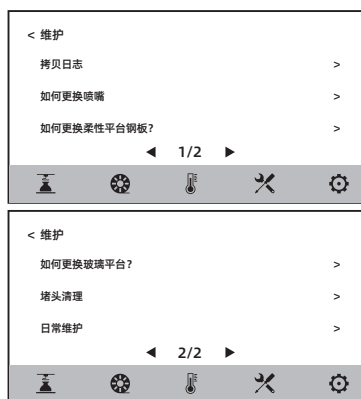 < 维护
拷贝日志 >
如何更换喷嘴 >
如何更换柔性平台钢板? >
◀ 1/2 ▶
< 维护
如何更换玻璃平台? >
堵头清理 >
日常维护 >
◀ 2/2 ▶